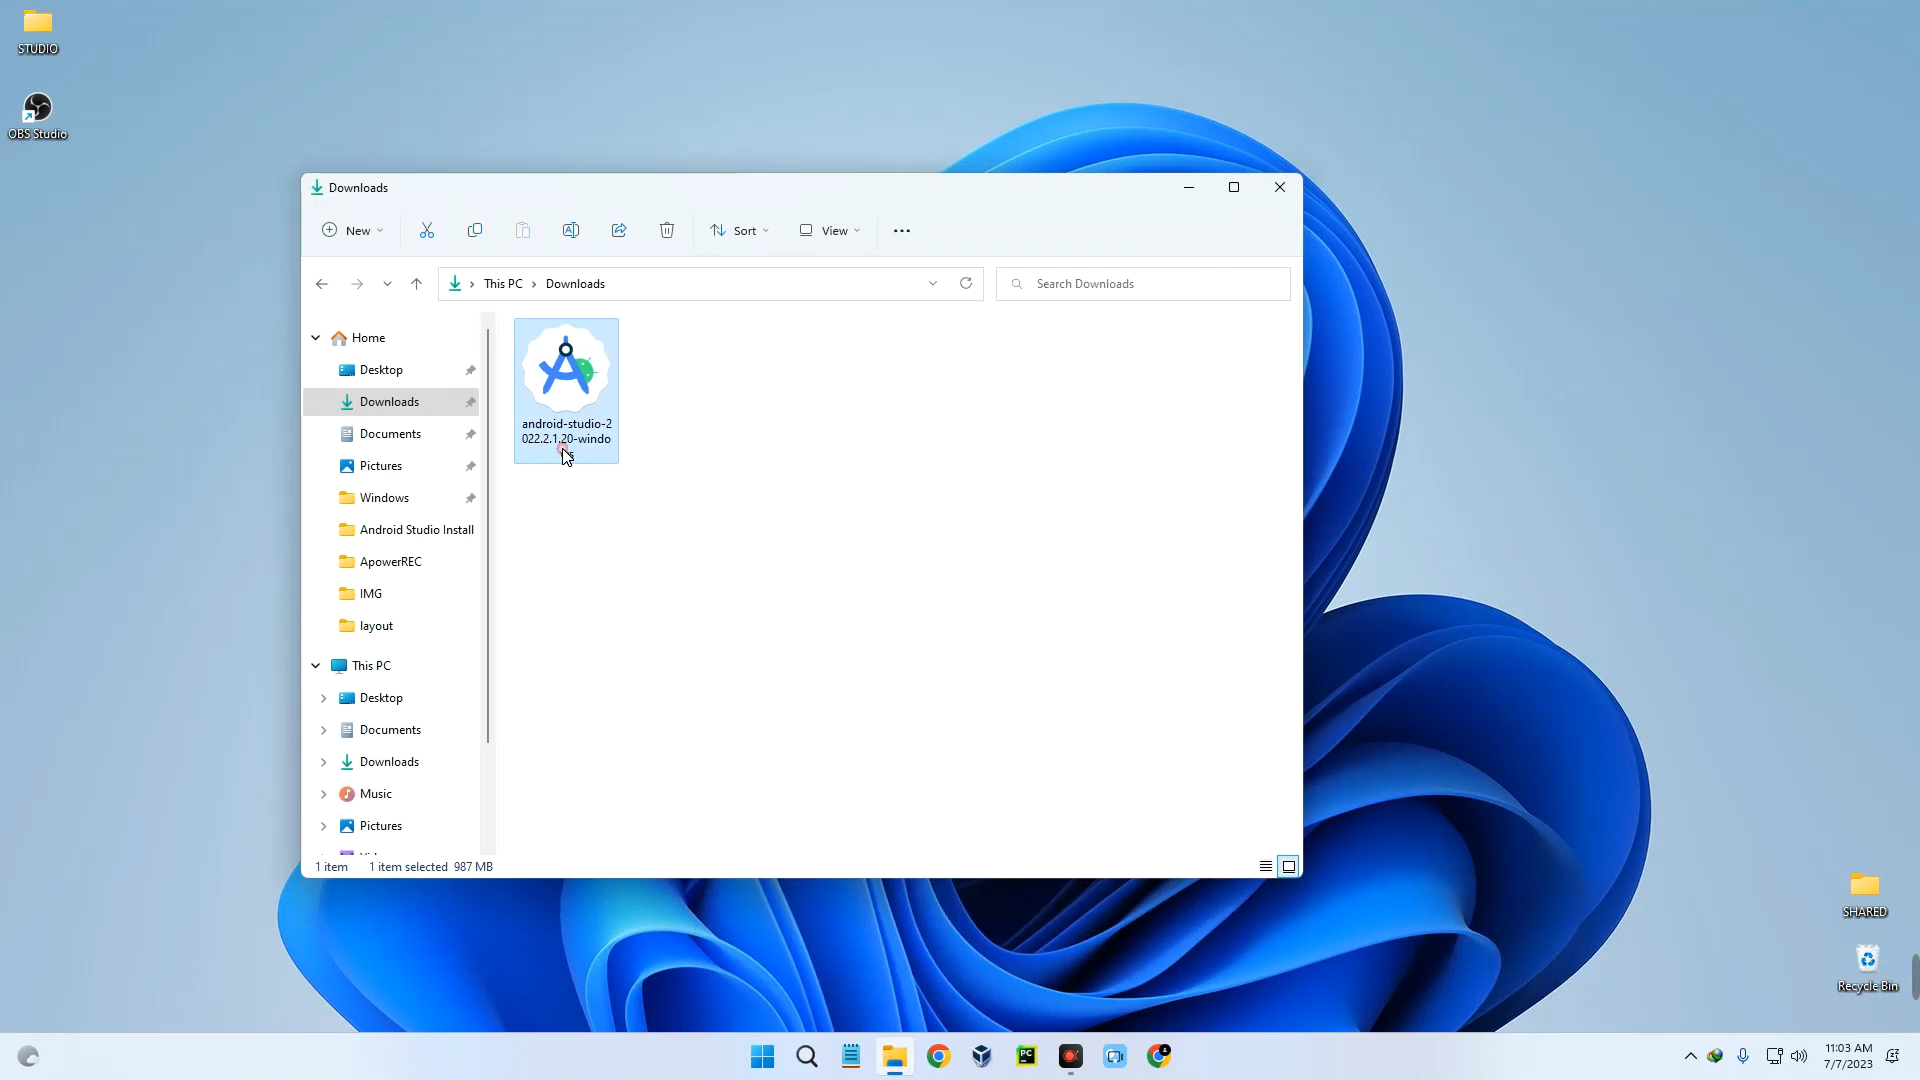 STUDIO
OBS Studio
Downloads
New
Sort
View
This PC > Downloads
Search Downloads
Home
Desktop
Downloads
Documents
Pictures
Windows
Android Studio Install
ApowerREC
IMG
layout
This PC
Desktop
Documents
Downloads
Music
Pictures
android-studio-2
022.2.1.20-windo
1 item 1 item selected 987 MB
SHARED
Recycle Bin
PC
11:03 AM
7/7/2023